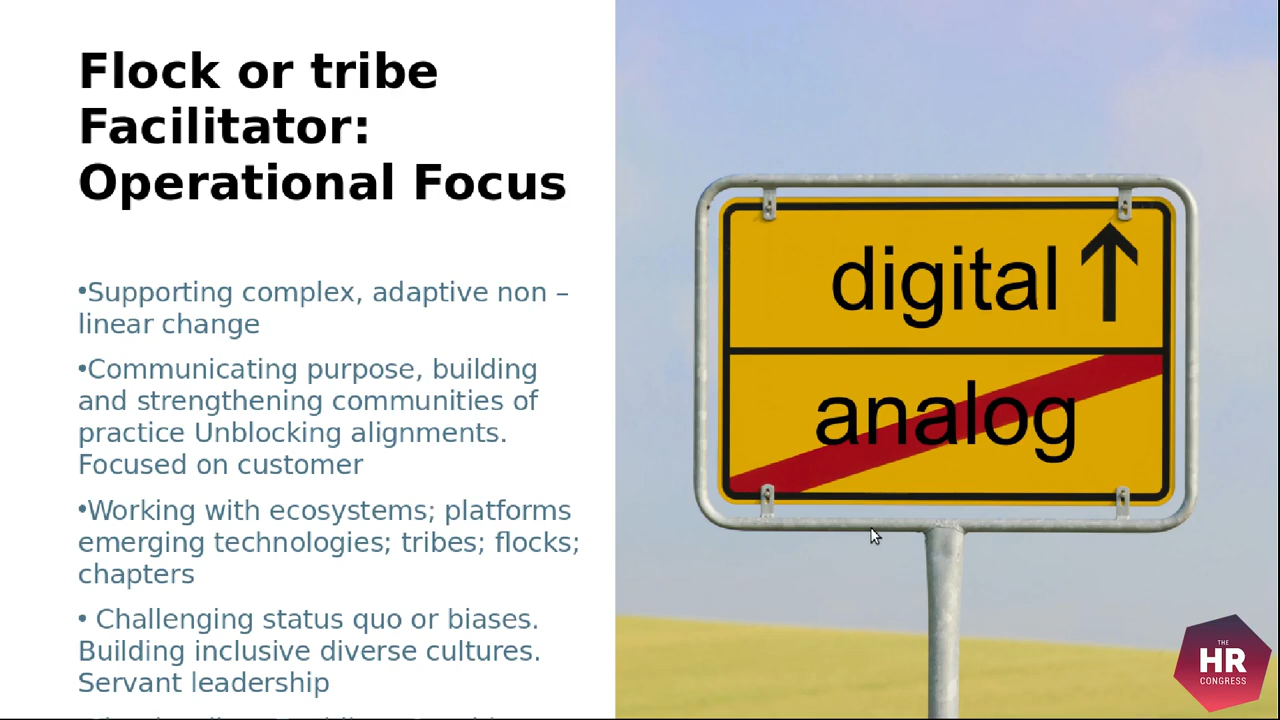 Flock or tribe
Facilitator:
Operational Focus
•Supporting complex, adaptive non –
linear change
•Communicating purpose, building
and strengthening communities of
practice Unblocking alignments.
Focused on customer
•Working with ecosystems; platforms
emerging technologies; tribes; flocks;
chapters
• Challenging status quo or biases.
Building inclusive diverse cultures.
Servant leadership
digital
analog
THE
HR
CONGRESS